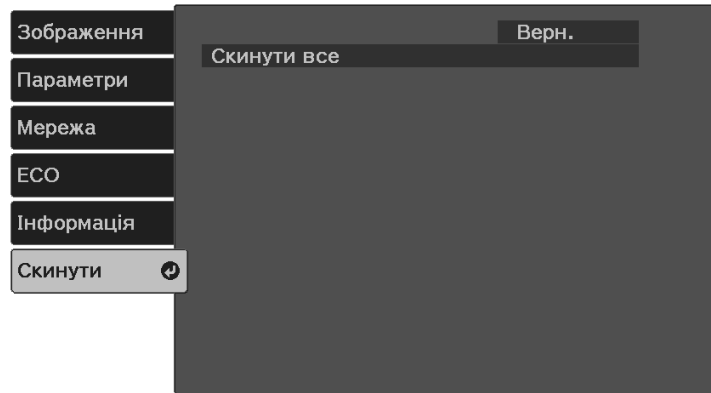 Зображення
Параметри
Мережа
ECO
Інформація
Скинути
Верн.
Скинути все